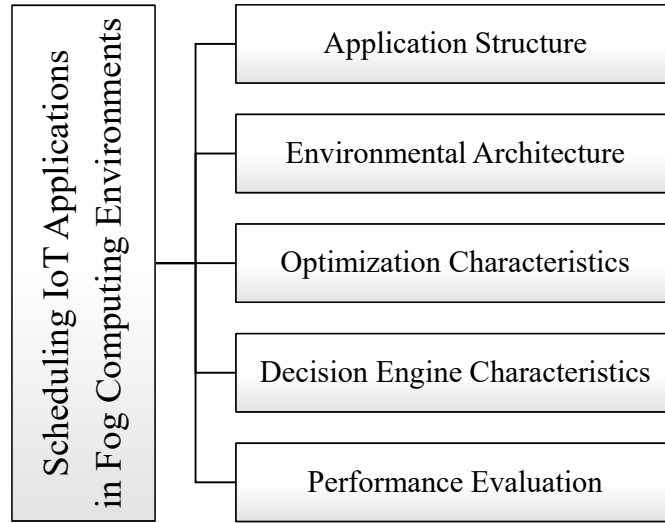 Scheduling IoT Applications
in Fog Computing Environments
Application Structure
Environmental Architecture
Optimization Characteristics
Decision Engine Characteristics
Performance Evaluation